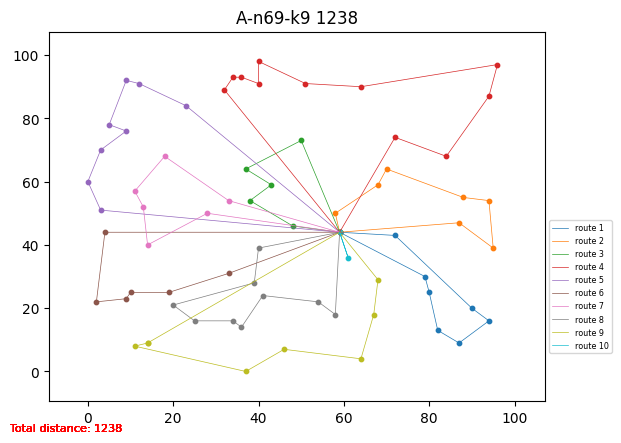 A-n69-k9 1238
100
80
60
40
20
0
0 20 40 60 80 100
route 1
route 2
route 3
route 4
route 5
route 6
route 7
route 8
route 9
route 10
Total distance: 1238